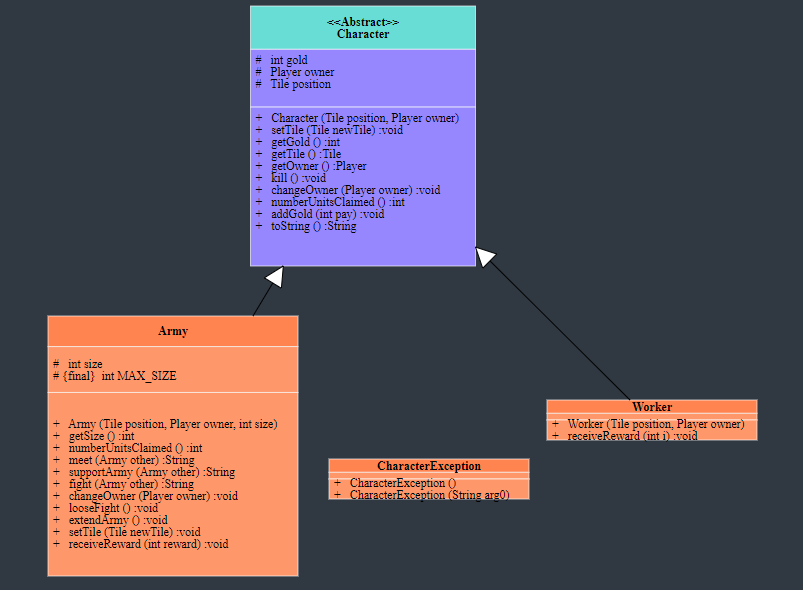 <<Abstract>>
Character
# int gold
# Player owner
# Tile position
+ Character (Tile position, Player owner)
+ setTile (Tile newTile) :void
+ getGold () :int
+ getTile () :Tile
+ getOwner () :Player
+ kill () :void
+ changeOwner (Player owner) :void
+ numberUnitsClaimed () :int
+ addGold (int pay) :void
+ toString () :String
Army
# int size
# {final} int MAX_SIZE
+ Army (Tile position, Player owner, int size)
+ getSize () :int
+ numberUnitsClaimed () :int
+ meet (Army other) :String
+ supportArmy (Army other) :String
+ fight (Army other) :String
+ changeOwner (Player owner) :void
+ looseFight () :void
+ extendArmy () :void
+ setTile (Tile newTile) :void
+ receiveReward (int reward) :void
CharacterException
+ CharacterException ()
+ CharacterException (String arg0)
Worker
+ Worker (Tile position, Player owner)
+ receiveReward (int i) :void